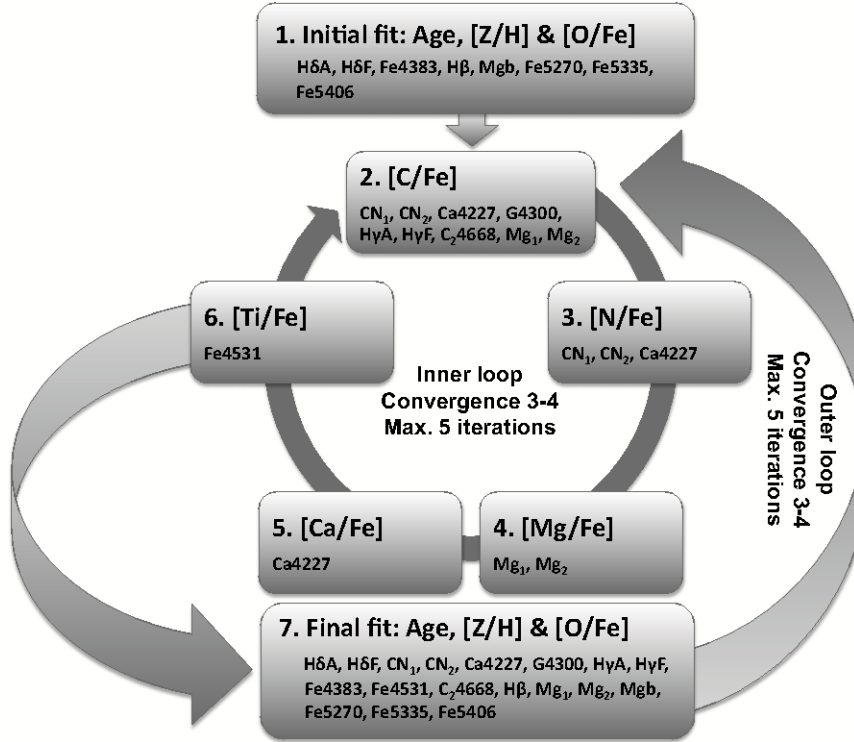 1. Initial fit: Age, [Z/H] & [O/Fe]
HδA, HδF, Fe4383, Hβ, Mgb, Fe5270, Fe5335,
Fe5406
2. [C/Fe]
CN₁, CN₂, Ca4227, G4300,
HγA, HγF, C₂4668, Mg₁, Mg₂
6. [Ti/Fe]
Fe4531
3. [N/Fe]
CN₁, CN₂, Ca4227
Inner loop
Convergence 3-4
Max. 5 iterations
Outer loop
Convergence 3-4
Max. 5 iterations
5. [Ca/Fe]
Ca4227
4. [Mg/Fe]
Mg₁, Mg₂
7. Final fit: Age, [Z/H] & [O/Fe]
HδA, HδF, CN₁, CN₂, Ca4227, G4300, HγA, HγF,
Fe4383, Fe4531, C₂4668, Hβ, Mg₁, Mg₂, Mgb,
Fe5270, Fe5335, Fe5406